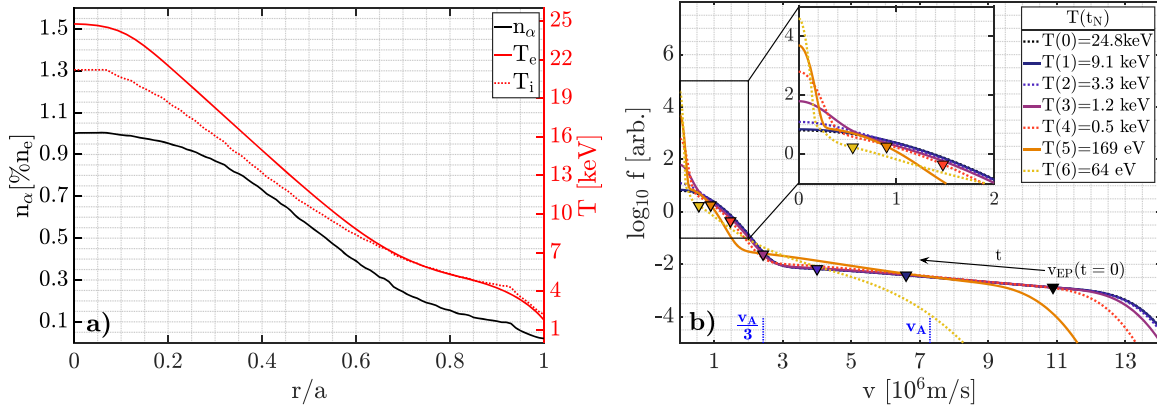 1.5
1.3
1.1
0.9
0.7
0.5
0.3
0.1
n_α [%n_e]
0
0.2
0.4
0.6
0.8
1
r/a
25
22
19
16
13
10
7
4
1
T [keV]
n_α
T_e
T_i
a)
6
4
2
0
-2
-4
log₁₀ f [arb.]
1
3
5
7
9
11
13
v [10⁶m/s]
4
2
0
0
1
2
T(t_N)
T(0)=24.8keV
T(1)=9.1 keV
T(2)=3.3 keV
T(3)=1.2 keV
T(4)=0.5 keV
T(5)=169 eV
T(6)=64 eV
t
v_EP(t = 0)
v_A
3
v_A
b)